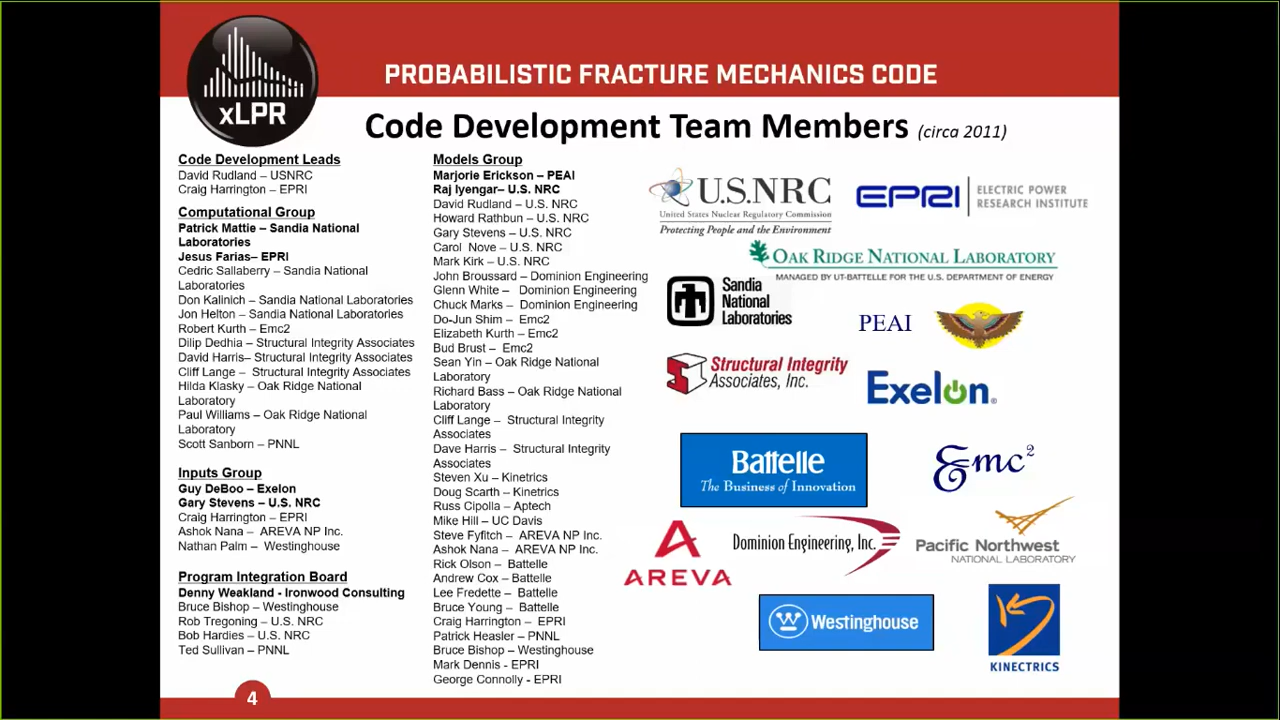 xLPR
PROBABILISTIC FRACTURE MECHANICS CODE
Code Development Team Members (circa 2011)
Code Development Leads
David Rudland – USNRC
Craig Harrington – EPRI
Computational Group
Patrick Mattie – Sandia National
Laboratories
Jesus Farias– EPRI
Cedric Sallaberry – Sandia National
Laboratories
Don Kalinich – Sandia National Laboratories
Jon Helton – Sandia National Laboratories
Robert Kurth – Emc2
Dilip Dedhia – Structural Integrity Associates
David Harris– Structural Integrity Associates
Cliff Lange – Structural Integrity Associates
Hilda Klasky – Oak Ridge National
Laboratory
Paul Williams – Oak Ridge National
Laboratory
Scott Sanborn – PNNL
Inputs Group
Guy DeBoo – Exelon
Gary Stevens – U.S. NRC
Craig Harrington – EPRI
Ashok Nana – AREVA NP Inc.
Nathan Palm – Westinghouse
Program Integration Board
Denny Weakland - Ironwood Consulting
Bruce Bishop – Westinghouse
Rob Tregoning – U.S. NRC
Bob Hardies – U.S. NRC
Ted Sullivan – PNNL
Models Group
Marjorie Erickson – PEAI
Raj Iyengar– U.S. NRC
David Rudland – U.S. NRC
Howard Rathbun – U.S. NRC
Gary Stevens – U.S. NRC
Carol Nove – U.S. NRC
Mark Kirk – U.S. NRC
John Broussard – Dominion Engineering
Glenn White – Dominion Engineering
Chuck Marks – Dominion Engineering
Do-Jun Shim – Emc2
Elizabeth Kurth – Emc2
Bud Brust – Emc2
Sean Yin – Oak Ridge National
Laboratory
Richard Bass – Oak Ridge National
Laboratory
Cliff Lange – Structural Integrity
Associates
Dave Harris – Structural Integrity
Associates
Steven Xu – Kinetrics
Doug Scarth – Kinetrics
Russ Cipolla – Aptech
Mike Hill – UC Davis
Steve Fyfitch – AREVA NP Inc.
Ashok Nana – AREVA NP Inc.
Rick Olson – Battelle
Andrew Cox – Battelle
Lee Fredette – Battelle
Bruce Young – Battelle
Craig Harrington – EPRI
Patrick Heasler – PNNL
Bruce Bishop – Westinghouse
Mark Dennis - EPRI
George Connolly - EPRI
U.S.NRC
United States Nuclear Regulatory Commission
Protecting People and the Environment
EPRI
ELECTRIC POWER
RESEARCH INSTITUTE
OAK RIDGE NATIONAL LABORATORY
MANAGED BY UT-BATTELLE FOR THE U.S. DEPARTMENT OF ENERGY
Sandia
National
Laboratories
PEAI
Structural Integrity
Associates, Inc.
Exelon®
Battelle
The Business of Innovation
Emc2
AREVA
Dominion Engineering, Inc.
Pacific Northwest
NATIONAL LABORATORY
Westinghouse
KINECTRICS
4